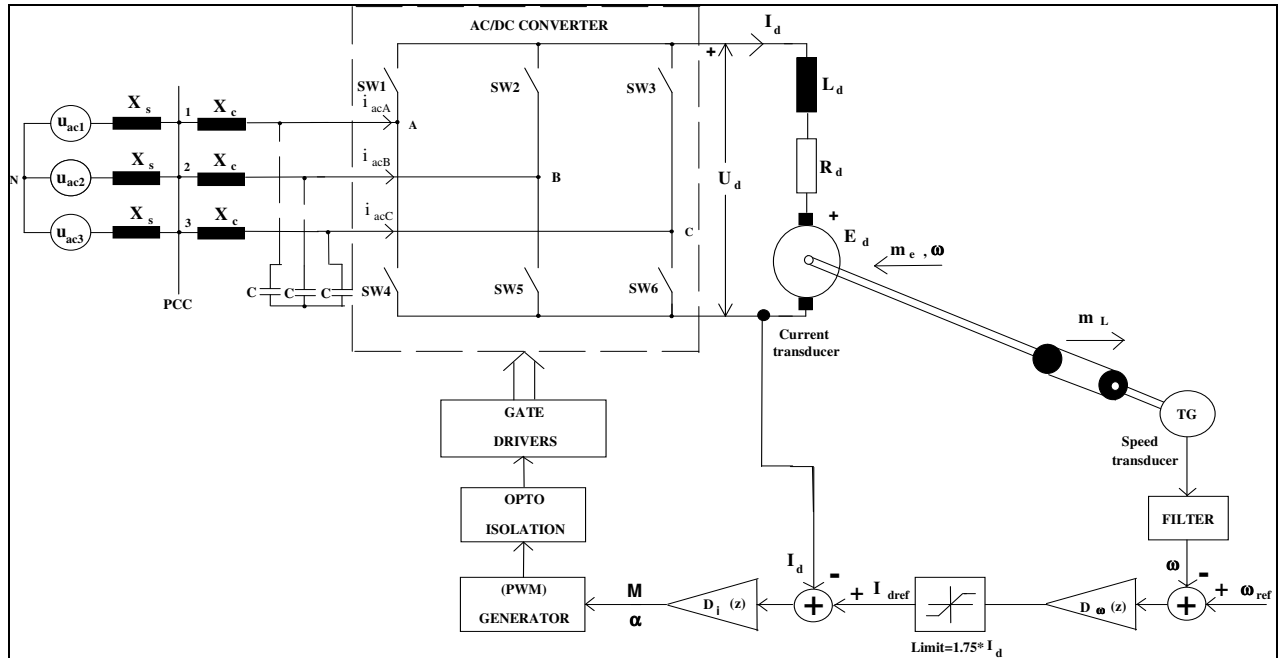 AC/DC CONVERTER
I d
+
SW1
SW2
SW3
L d
X s
1
X c
i acA
u ac1
A
R d
X s
2
X c
i acB
U d
N
u ac2
B
+
X s
3
X c
i acC
E d
u ac3
C
m e , ω
C
C
C
SW4
SW5
SW6
PCC
m L
Current
transducer
GATE
DRIVERS
TG
Speed
transducer
OPTO
ISOLATION
FILTER
I d
-
ω
-
(PWM)
GENERATOR
M
α
D i (z)
+
+
I dref
D ω (z)
+
+
ω ref
Limit=1.75* I d